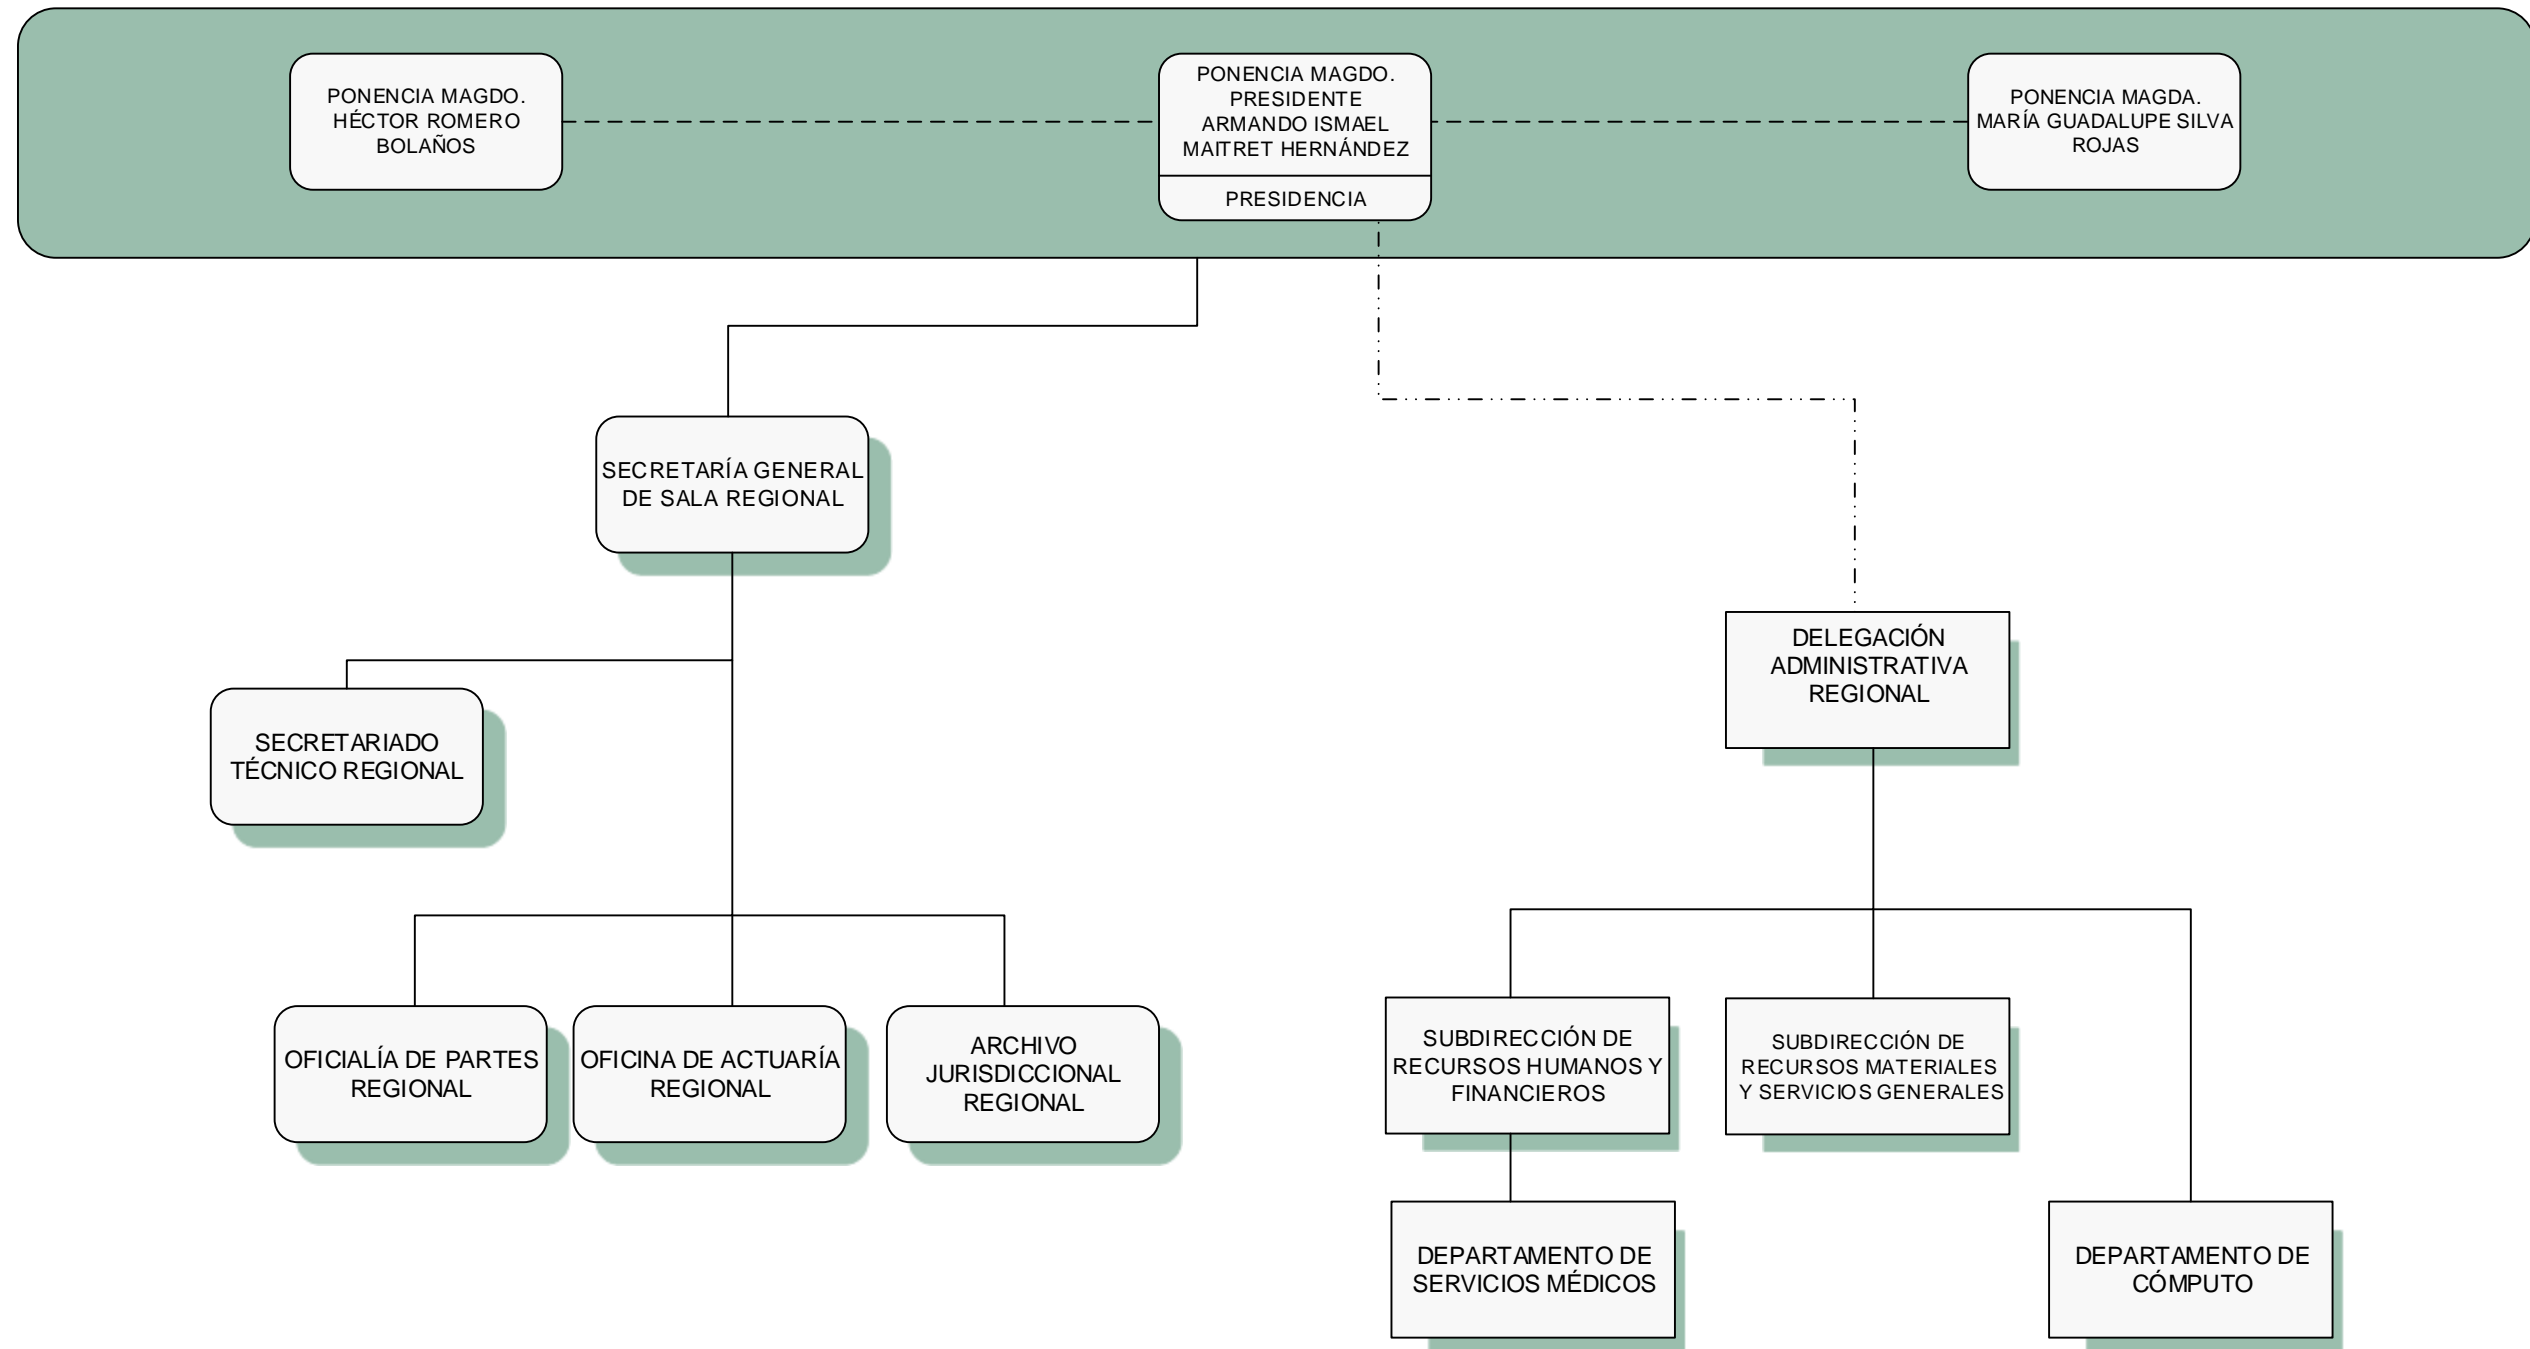 PONENCIA MAGDO.
HÉCTOR ROMERO
BOLAÑOS
PONENCIA MAGDO.
PRESIDENTE
ARMANDO ISMAEL
MAITRET HERNÁNDEZ
PRESIDENCIA
PONENCIA MAGDA.
MARÍA GUADALUPE SILVA
ROJAS
SECRETARÍA GENERAL
DE SALA REGIONAL
DELEGACIÓN
ADMINISTRATIVA
REGIONAL
SECRETARIADO
TÉCNICO REGIONAL
OFICIALÍA DE PARTES
REGIONAL
OFICINA DE ACTUARÍA
REGIONAL
ARCHIVO
JURISDICCIONAL
REGIONAL
SUBDIRECCIÓN DE
RECURSOS HUMANOS Y
FINANCIEROS
SUBDIRECCIÓN DE
RECURSOS MATERIALES
Y SERVICIOS GENERALES
DEPARTAMENTO DE
SERVICIOS MÉDICOS
DEPARTAMENTO DE
CÓMPUTO